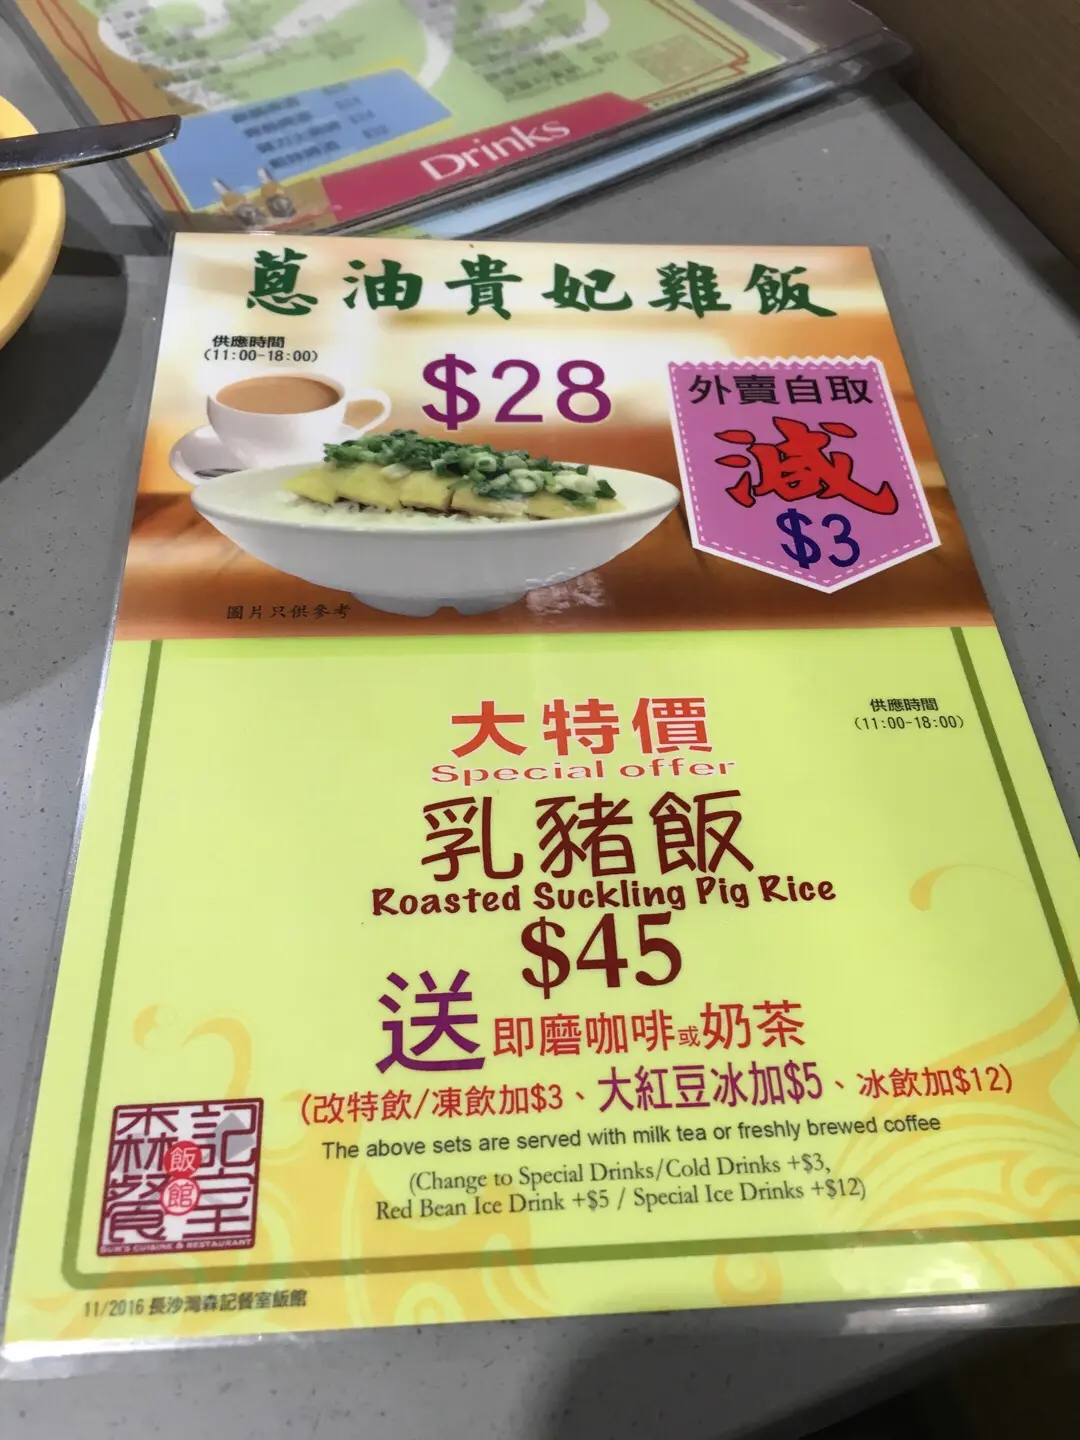 Drinks
蔥油貴妃雞飯
供應時間
(11:00-18:00)
$28
外賣自取
減
$3
圖片只供參考
大特價
Special offer
供應時間
(11:00-18:00)
乳豬飯
Roasted Suckling Pig Rice
$45
送即磨咖啡或奶茶
(改特飲/凍飲加$3、大紅豆冰加$5、冰飲加$12)
The above sets are served with milk tea or freshly brewed coffee
(Change to Special Drinks/Cold Drinks +$3,
Red Bean Ice Drink +$5 / Special Ice Drinks +$12)
森記
餐室
飯館
SUM'S CUISINE & RESTAURANT
11/2016 長沙灣森記餐室飯館